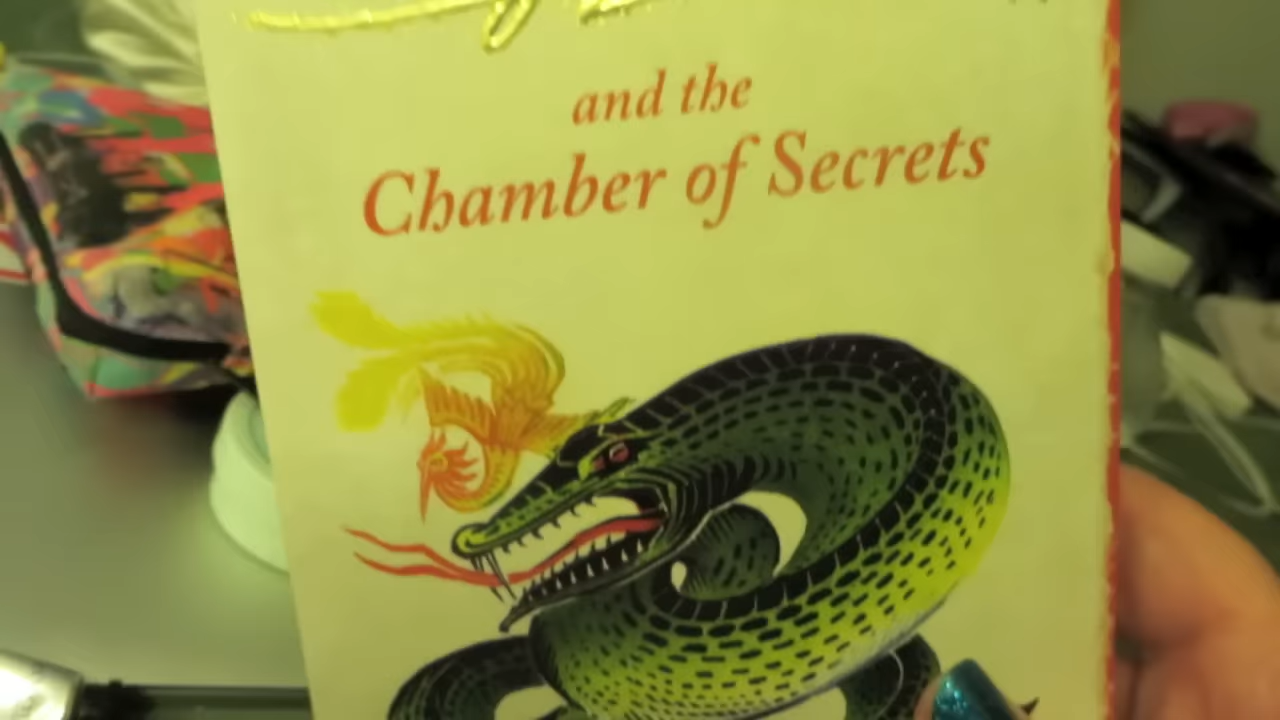 and the
Chamber of Secrets